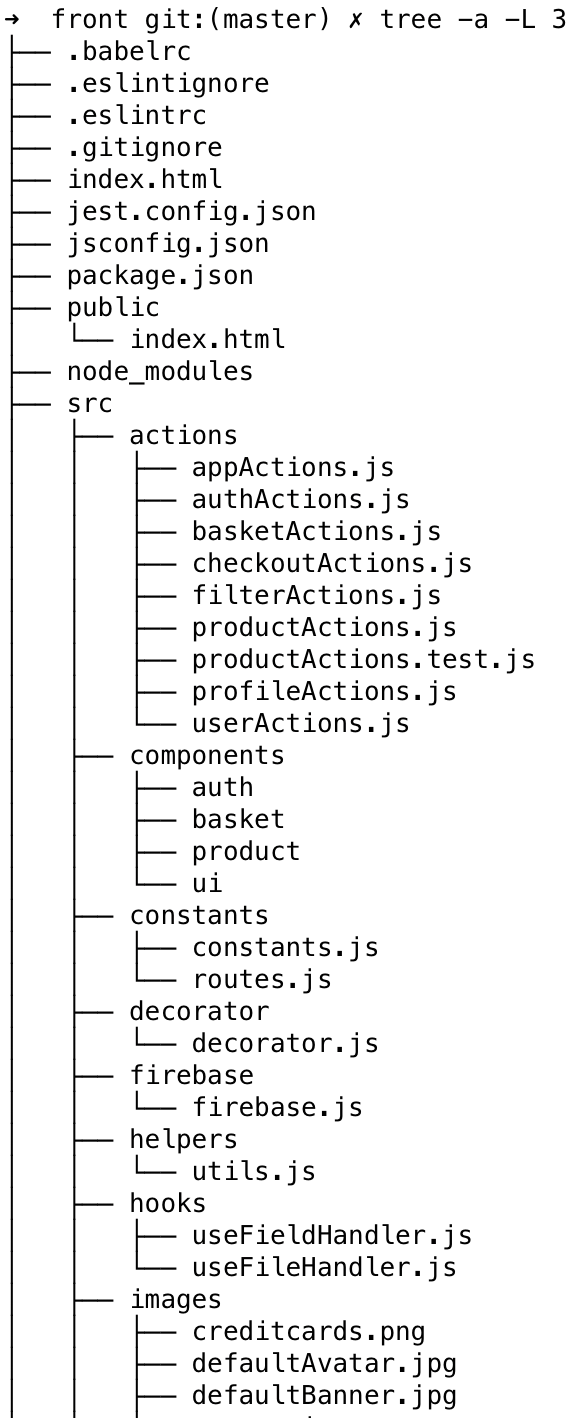 ➜  front git:(master) ✗ tree -a -L 3
├── .babelrc
├── .eslintignore
├── .eslintrc
├── .gitignore
├── index.html
├── jest.config.json
├── jsconfig.json
├── package.json
├── public
│   └── index.html
├── node_modules
├── src
│   ├── actions
│   │   ├── appActions.js
│   │   ├── authActions.js
│   │   ├── basketActions.js
│   │   ├── checkoutActions.js
│   │   ├── filterActions.js
│   │   ├── productActions.js
│   │   ├── productActions.test.js
│   │   ├── profileActions.js
│   │   └── userActions.js
│   ├── components
│   │   ├── auth
│   │   ├── basket
│   │   ├── product
│   │   └── ui
│   ├── constants
│   │   ├── constants.js
│   │   └── routes.js
│   ├── decorator
│   │   └── decorator.js
│   ├── firebase
│   │   └── firebase.js
│   ├── helpers
│   │   └── utils.js
│   ├── hooks
│   │   ├── useFieldHandler.js
│   │   └── useFileHandler.js
│   ├── images
│   │   ├── creditcards.png
│   │   ├── defaultAvatar.jpg
│   │   ├── defaultBanner.jpg